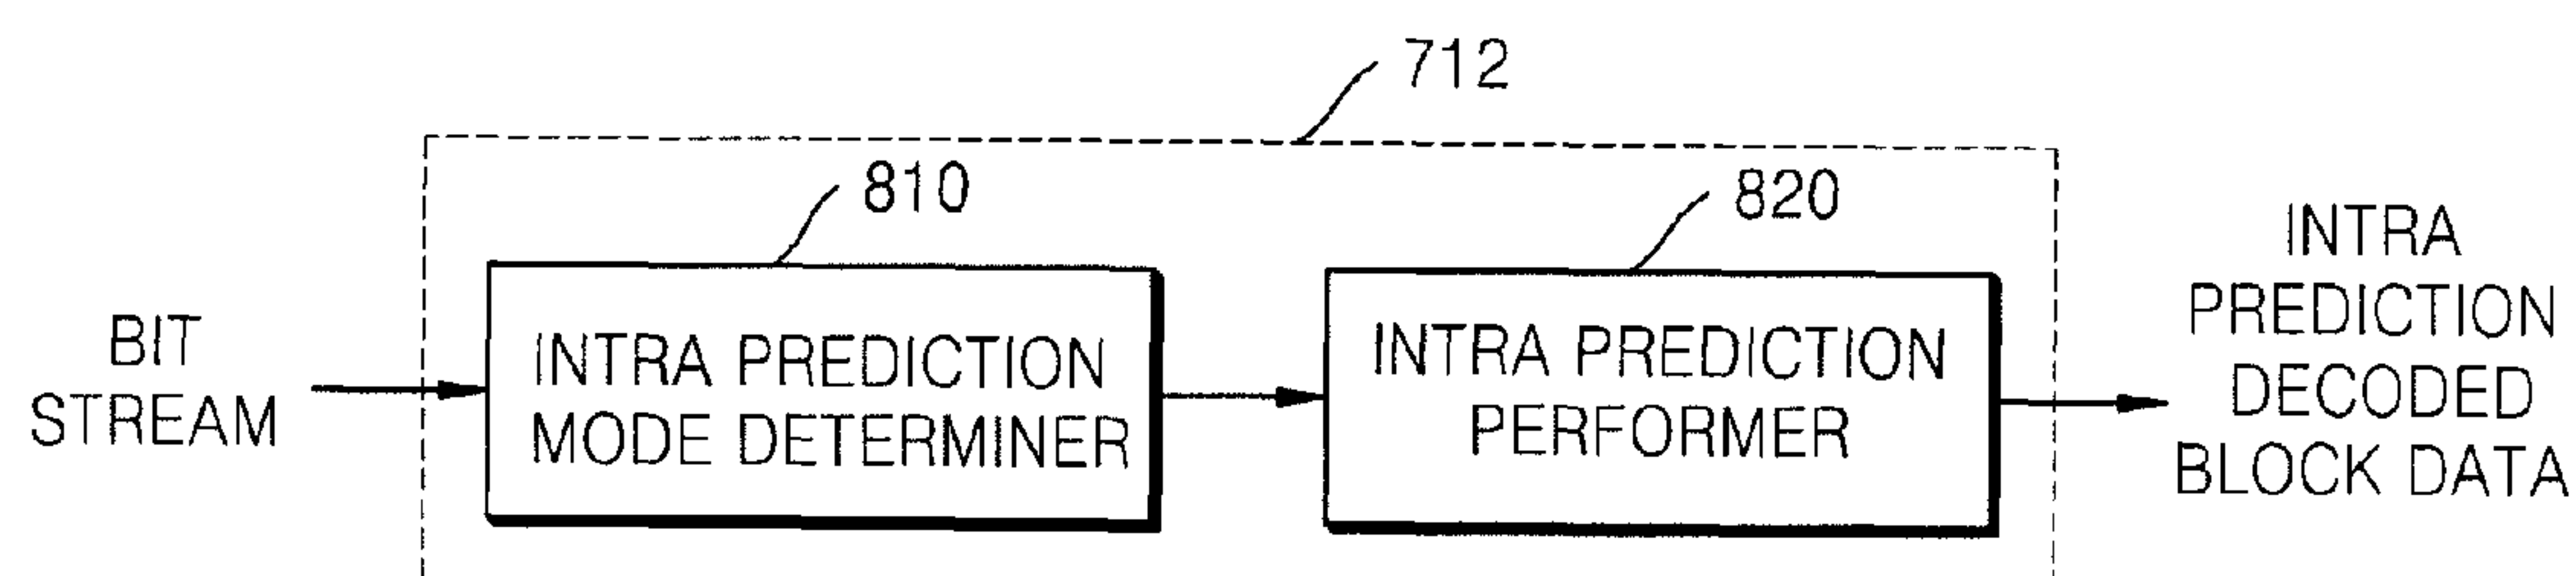 712
810
820
BIT
STREAM
INTRA PREDICTION
MODE DETERMINER
INTRA PREDICTION
PERFORMER
INTRA
PREDICTION
DECODED
BLOCK DATA